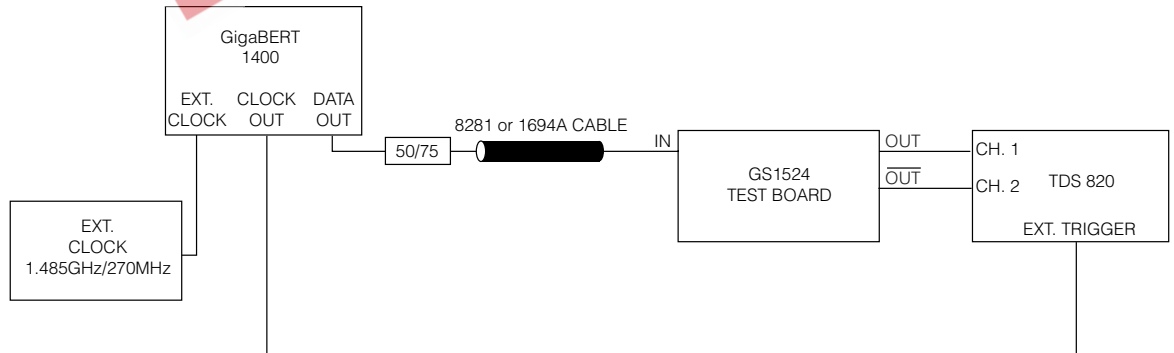 GigaBERT
1400
EXT. CLOCK DATA
CLOCK OUT OUT
8281 or 1694A CABLE
50/75
IN
GS1524
TEST BOARD
OUT
OUT
CH. 1
CH. 2
TDS 820
EXT. TRIGGER
EXT.
CLOCK
1.485GHz/270MHz